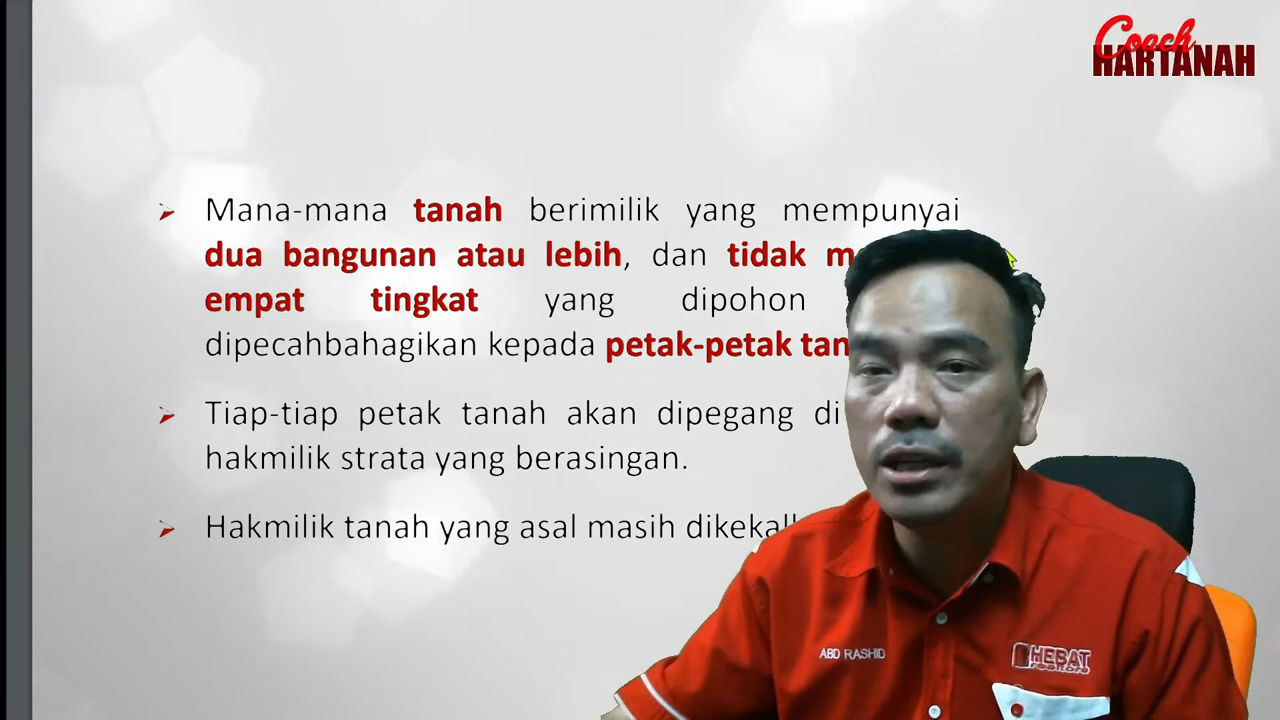 Coach
HARTANAH
Mana-mana tanah berimilik yang mempunyai
dua bangunan atau lebih, dan tidak
empat tingkat yang dipohon
dipecahbahagikan kepada petak-petak
Tiap-tiap petak tanah akan dipegang di
hakmilik strata yang berasingan.
Hakmilik tanah yang asal masih
ABD RASHID
HEBAT